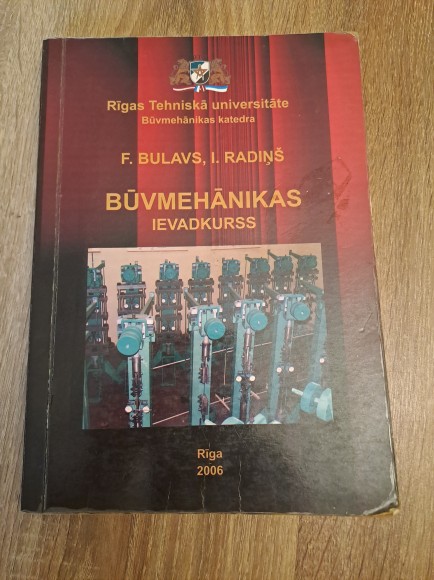 Rīgas Tehniskā universitāte
Būvmehānikas katedra
F. BULAVS, I. RADIŅŠ
BŪVMEHĀNIKAS
IEVADKURSS
Rīga
2006